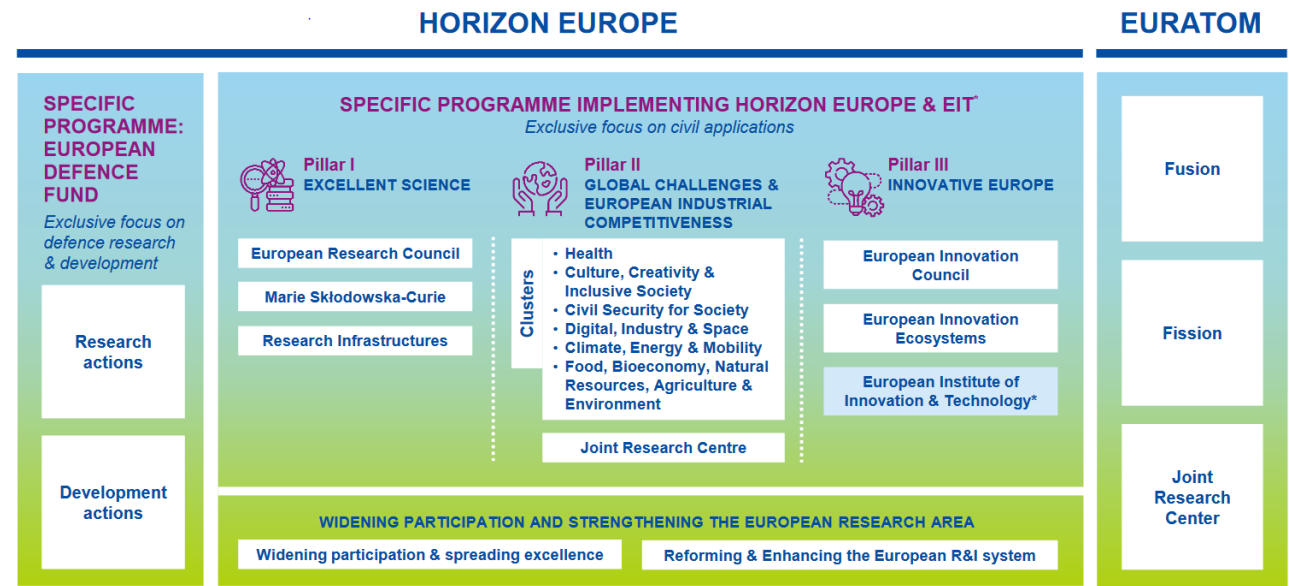 HORIZON EUROPE
EURATOM
SPECIFIC
PROGRAMME:
EUROPEAN
DEFENCE
FUND
Exclusive focus on
defence research
& development
Research
actions
Development
actions
SPECIFIC PROGRAMME IMPLEMENTING HORIZON EUROPE & EIT*
Exclusive focus on civil applications
Pillar I
EXCELLENT SCIENCE
European Research Council
Marie Skłodowska-Curie
Research Infrastructures
Pillar II
GLOBAL CHALLENGES &
EUROPEAN INDUSTRIAL
COMPETITIVENESS
Clusters
• Health
• Culture, Creativity &
Inclusive Society
• Civil Security for Society
• Digital, Industry & Space
• Climate, Energy & Mobility
• Food, Bioeconomy, Natural
Resources, Agriculture &
Environment
Joint Research Centre
Pillar III
INNOVATIVE EUROPE
European Innovation
Council
European Innovation
Ecosystems
European Institute of
Innovation & Technology*
WIDENING PARTICIPATION AND STRENGTHENING THE EUROPEAN RESEARCH AREA
Widening participation & spreading excellence
Reforming & Enhancing the European R&I system
Fusion
Fission
Joint
Research
Center